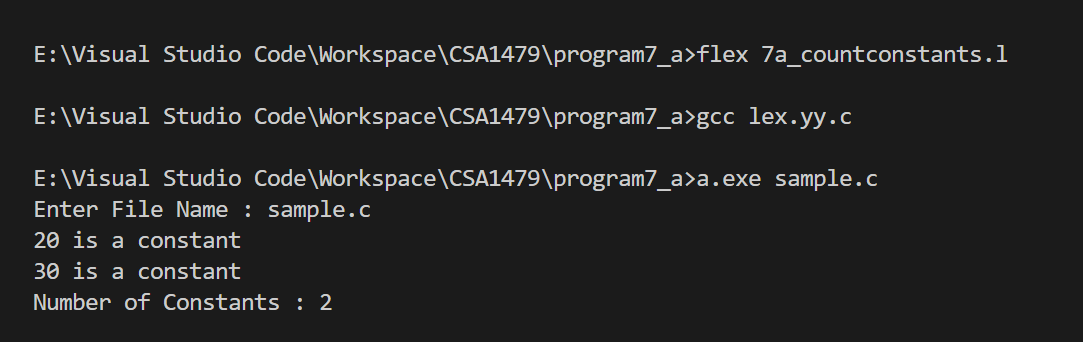 E:\Visual Studio Code\Workspace\CSA1479\program7_a>flex 7a_countconstants.l
E:\Visual Studio Code\Workspace\CSA1479\program7_a>gcc lex.yy.c
E:\Visual Studio Code\Workspace\CSA1479\program7_a>a.exe sample.c
Enter File Name : sample.c
20 is a constant
30 is a constant
Number of Constants : 2